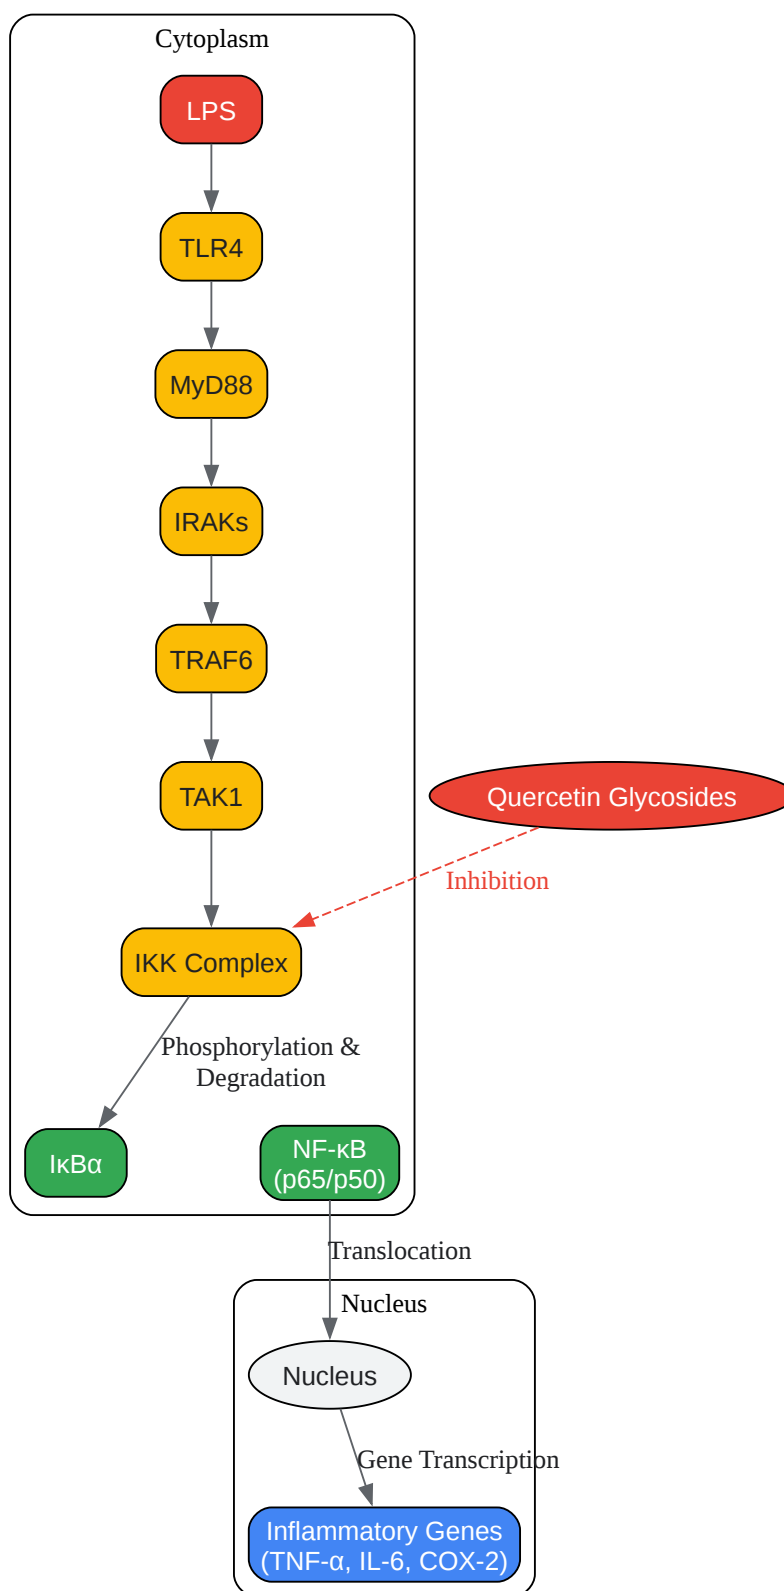 Cytoplasm
LPS
TLR4
MyD88
IRAKs
TRAF6
TAK1
Quercetin Glycosides
Inhibition
IKK Complex
Phosphorylation &
Degradation
IκBα
NF-κB
(p65/p50)
Translocation
Nucleus
Nucleus
Gene Transcription
Inflammatory Genes
(TNF-α, IL-6, COX-2)